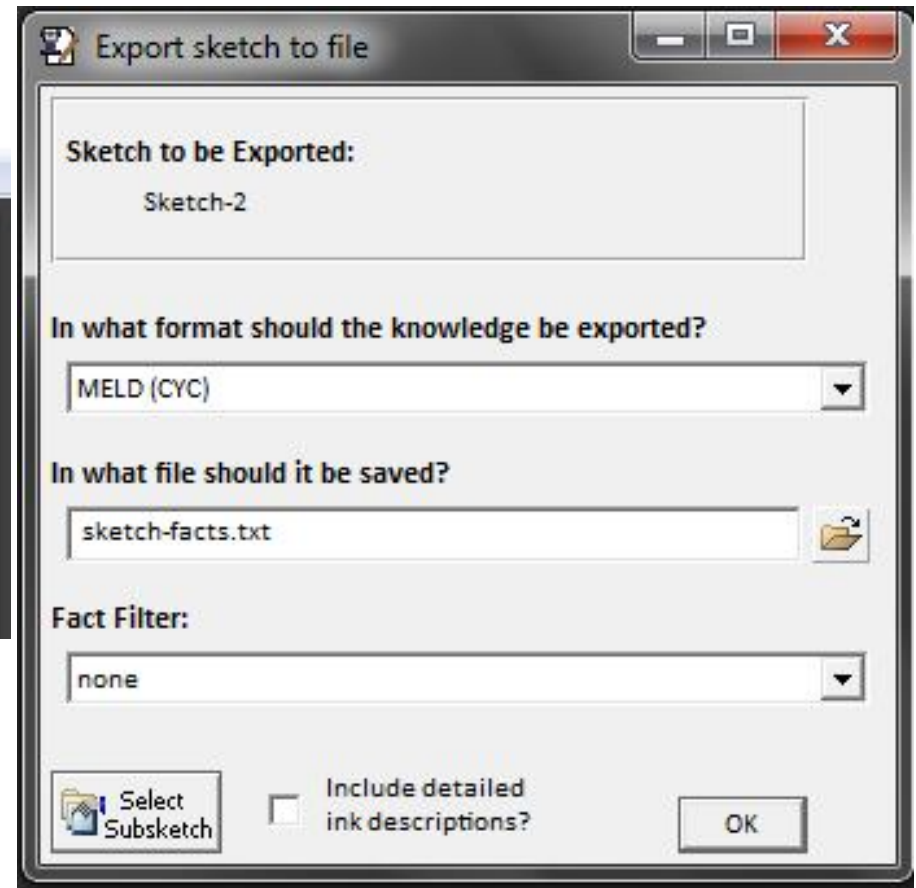 Export sketch to file
Sketch to be Exported:
Sketch-2
In what format should the knowledge be exported?
MELD (CYC)
In what file should it be saved?
sketch-facts.txt
Fact Filter:
none
Select
Subsketch
Include detailed
ink descriptions?
OK